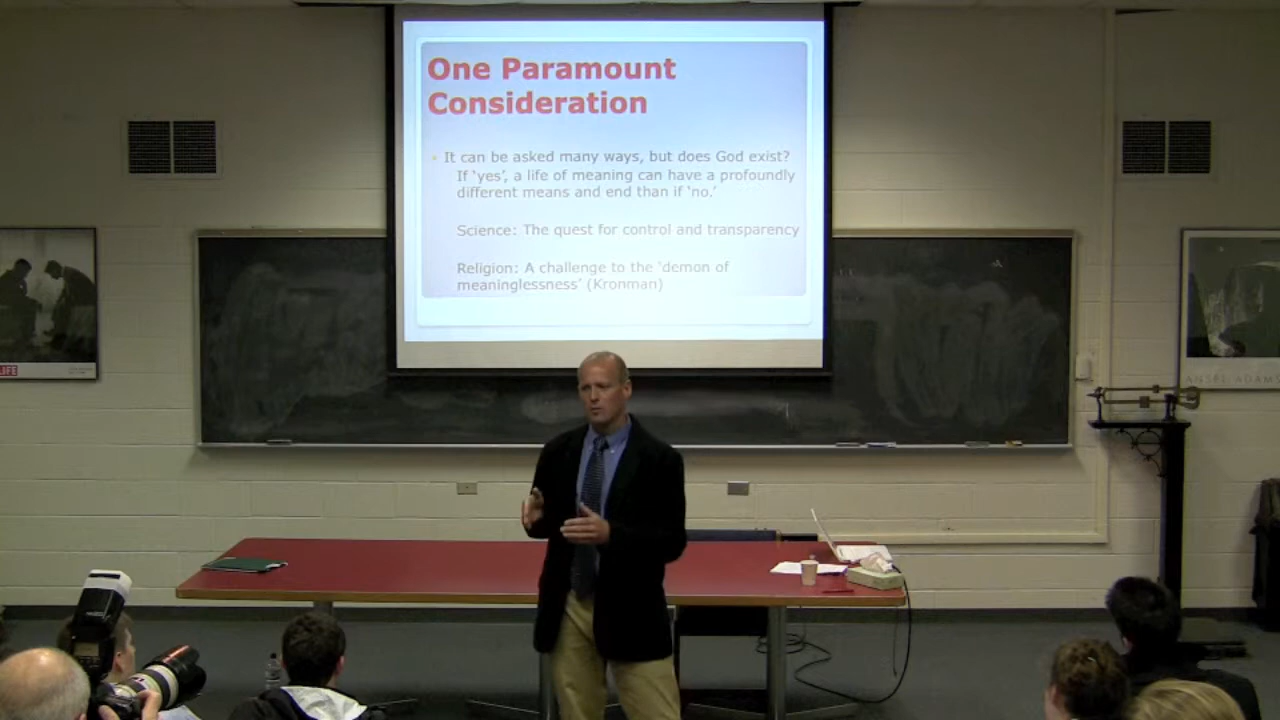 One Paramount
Consideration
It can be asked many ways, but does God exist?
If ‘yes’, a life of meaning can have a profoundly
different means and end than if ‘no.’
Science: The quest for control and transparency
Religion: A challenge to the ‘demon of
meaninglessness’ (Kronman)
LIFE
ANSEL ADAMS